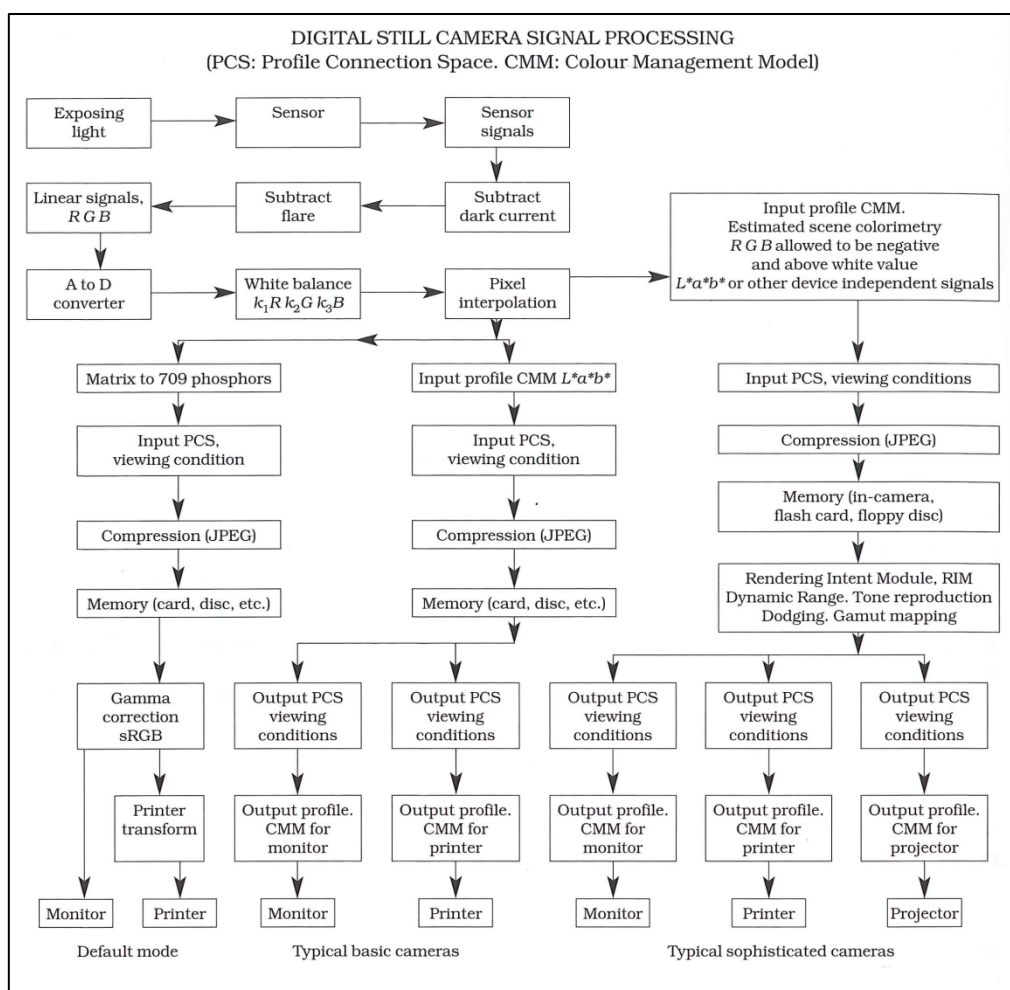 DIGITAL STILL CAMERA SIGNAL PROCESSING
(PCS: Profile Connection Space. CMM: Colour Management Model)
Exposing
light
Sensor
Sensor
signals
Linear signals,
R G B
Subtract
flare
Subtract
dark current
Input profile CMM.
Estimated scene colorimetry
R G B allowed to be negative
and above white value
L*a*b* or other device independent signals
A to D
converter
White balance
k₁R k₂G k₃B
Pixel
interpolation
Matrix to 709 phosphors
Input profile CMM L*a*b*
Input PCS, viewing conditions
Input PCS,
viewing condition
Input PCS,
viewing condition
Compression (JPEG)
Memory (in-camera,
flash card, floppy disc)
Compression (JPEG)
Compression (JPEG)
Memory (card, disc, etc.)
Memory (card, disc, etc.)
Rendering Intent Module, RIM
Dynamic Range. Tone reproduction
Dodging. Gamut mapping
Gamma
correction
sRGB
Output PCS
viewing
conditions
Output PCS
viewing
conditions
Output PCS
viewing
conditions
Output PCS
viewing
conditions
Output PCS
viewing
conditions
Printer
transform
Output profile.
CMM for
monitor
Output profile.
CMM for
printer
Output profile.
CMM for
monitor
Output profile.
CMM for
printer
Output profile.
CMM for
projector
Monitor
Printer
Monitor
Printer
Monitor
Printer
Projector
Default mode
Typical basic cameras
Typical sophisticated cameras